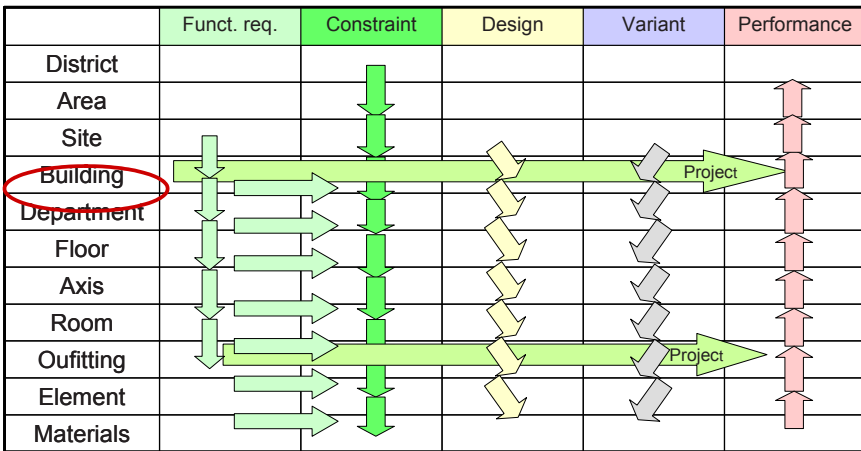 Funct. req. Constraint Design Variant Performance
District
Area
Site
Building Project
Department
Floor
Axis
Room
Oufitting Project
Element
Materials